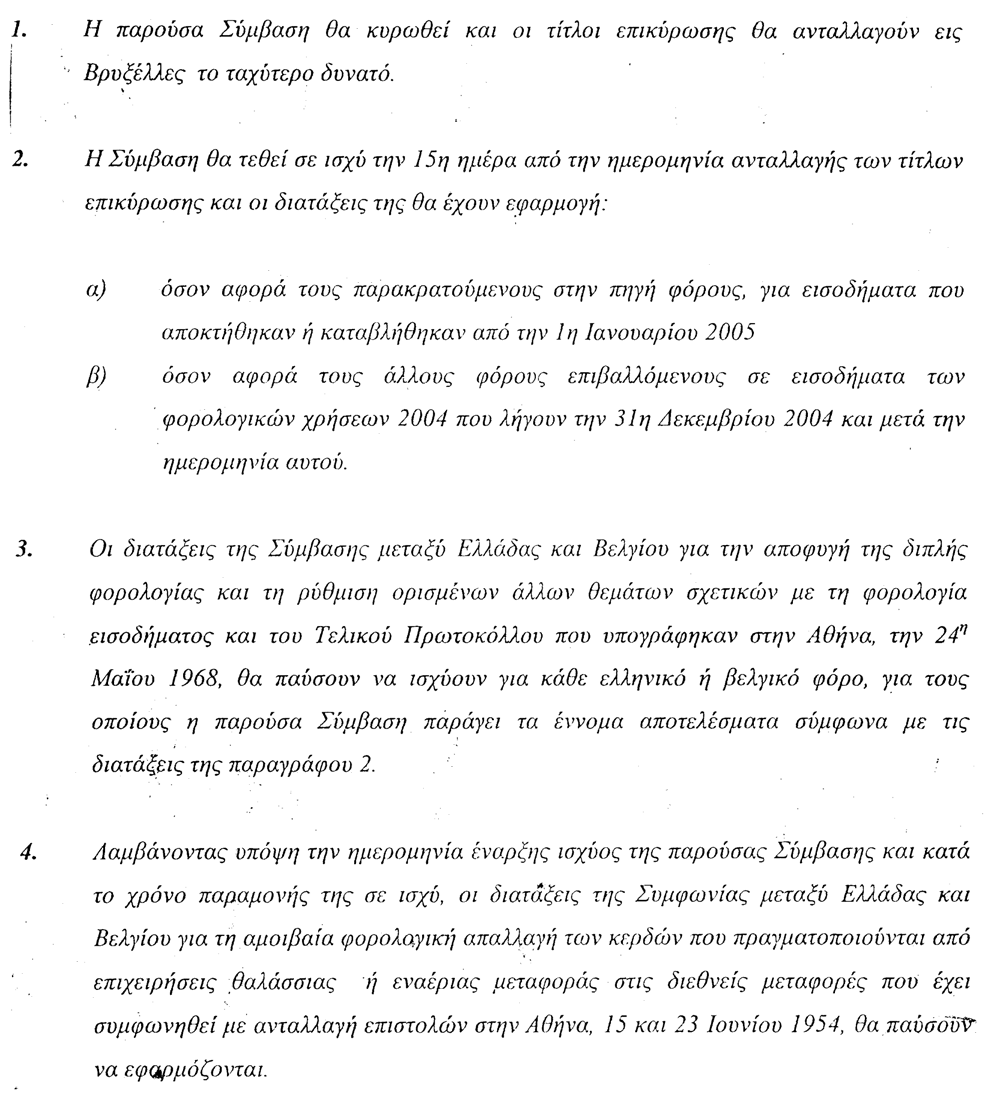 1. Η παρούσα Σύμβαση θα κυρωθεί και οι τίτλοι επικύρωσης θα ανταλλαγούν εις
Βρυξέλλες το ταχύτερο δυνατό.
2. Η Σύμβαση θα τεθεί σε ισχύ την 15η ημέρα από την ημερομηνία ανταλλαγής των τίτλων
επικύρωσης και οι διατάξεις της θα έχουν εφαρμογή:
α) όσον αφορά τους παρακρατούμενους στην πηγή φόρους, για εισοδήματα που
αποκτήθηκαν ή καταβλήθηκαν από την 1η Ιανουαρίου 2005
β) όσον αφορά τους άλλους φόρους επιβαλλόμενους σε εισοδήματα των
φορολογικών χρήσεων 2004 που λήγουν την 31η Δεκεμβρίου 2004 και μετά την
ημερομηνία αυτού.
3. Οι διατάξεις της Σύμβασης μεταξύ Ελλάδας και Βελγίου για την αποφυγή της διπλής
φορολογίας και τη ρύθμιση ορισμένων άλλων θεμάτων σχετικών με τη φορολογία
εισοδήματος και του Τελικού Πρωτοκόλλου που υπογράφηκαν στην Αθήνα, την 24η
Μαΐου 1968, θα παύσουν να ισχύουν για κάθε ελληνικό ή βελγικό φόρο, για τους
οποίους η παρούσα Σύμβαση παράγει τα έννομα αποτελέσματα σύμφωνα με τις
διατάξεις της παραγράφου 2.
4. Λαμβάνοντας υπόψη την ημερομηνία έναρξης ισχύος της παρούσας Σύμβασης και κατά
το χρόνο παραμονής της σε ισχύ, οι διατάξεις της Συμφωνίας μεταξύ Ελλάδας και
Βελγίου για τη αμοιβαία φορολογική απαλλαγή των κερδών που πραγματοποιούνται από
επιχειρήσεις θαλάσσιας ή εναέριας μεταφοράς στις διεθνείς μεταφορές που έχει
συμφωνηθεί με ανταλλαγή επιστολών στην Αθήνα, 15 και 23 Ιουνίου 1954, θα παύσουν
να εφαρμόζονται.